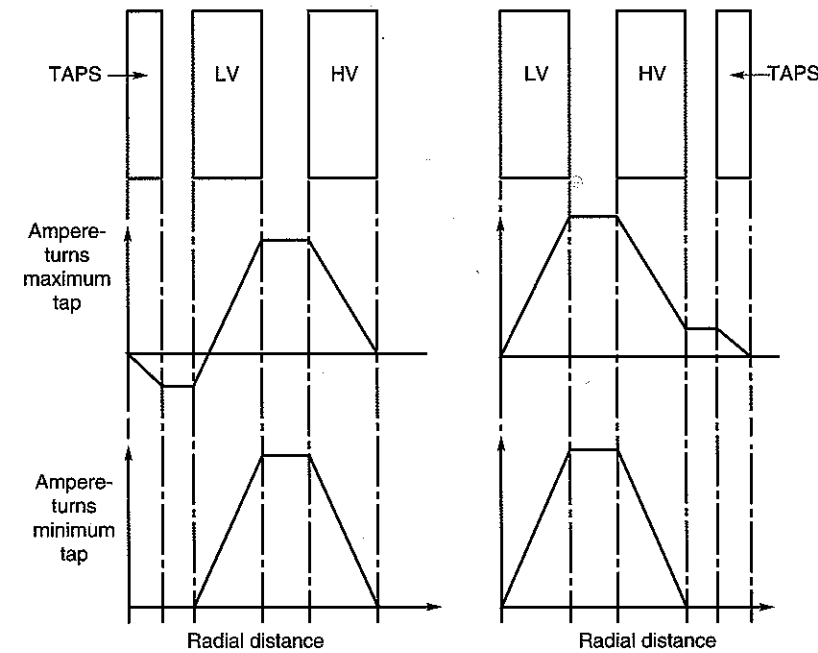 TAPS
LV
HV
LV
HV
TAPS
Ampere-
turns
maximum
tap
Ampere-
turns
minimum
tap
Radial distance
Radial distance